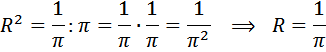 R² = 1/π : π = 1/π · 1/π = 1/π² ⟹ R = 1/π